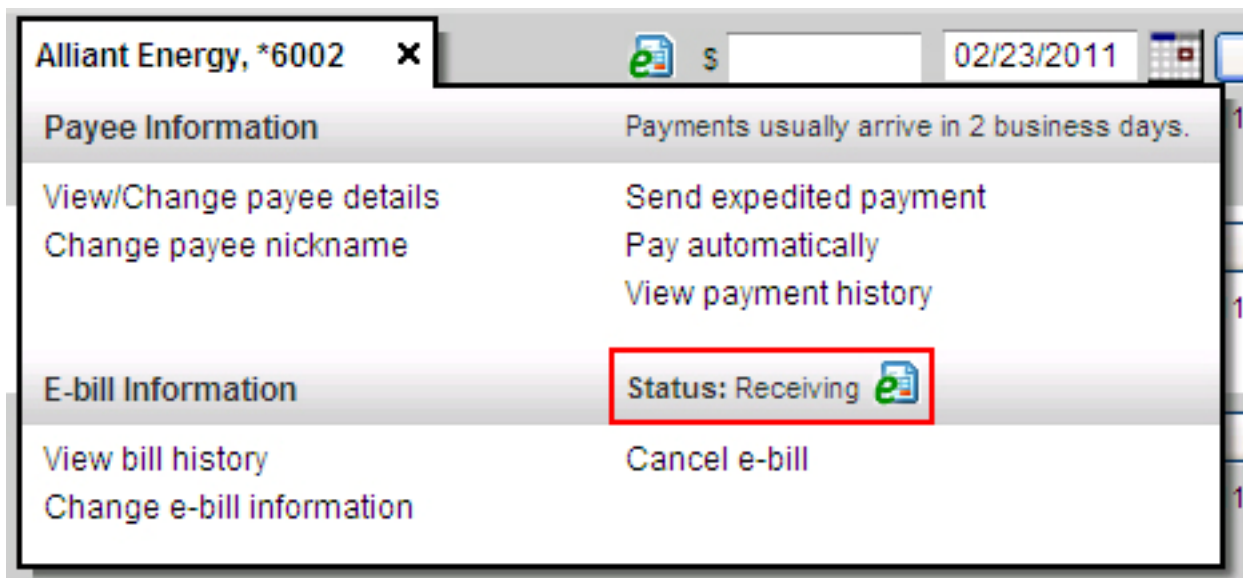 Alliant Energy, *6002 ×
$ 02/23/2011
Payee Information
Payments usually arrive in 2 business days.
View/Change payee details
Change payee nickname
Send expedited payment
Pay automatically
View payment history
E-bill Information
Status: Receiving
View bill history
Change e-bill information
Cancel e-bill